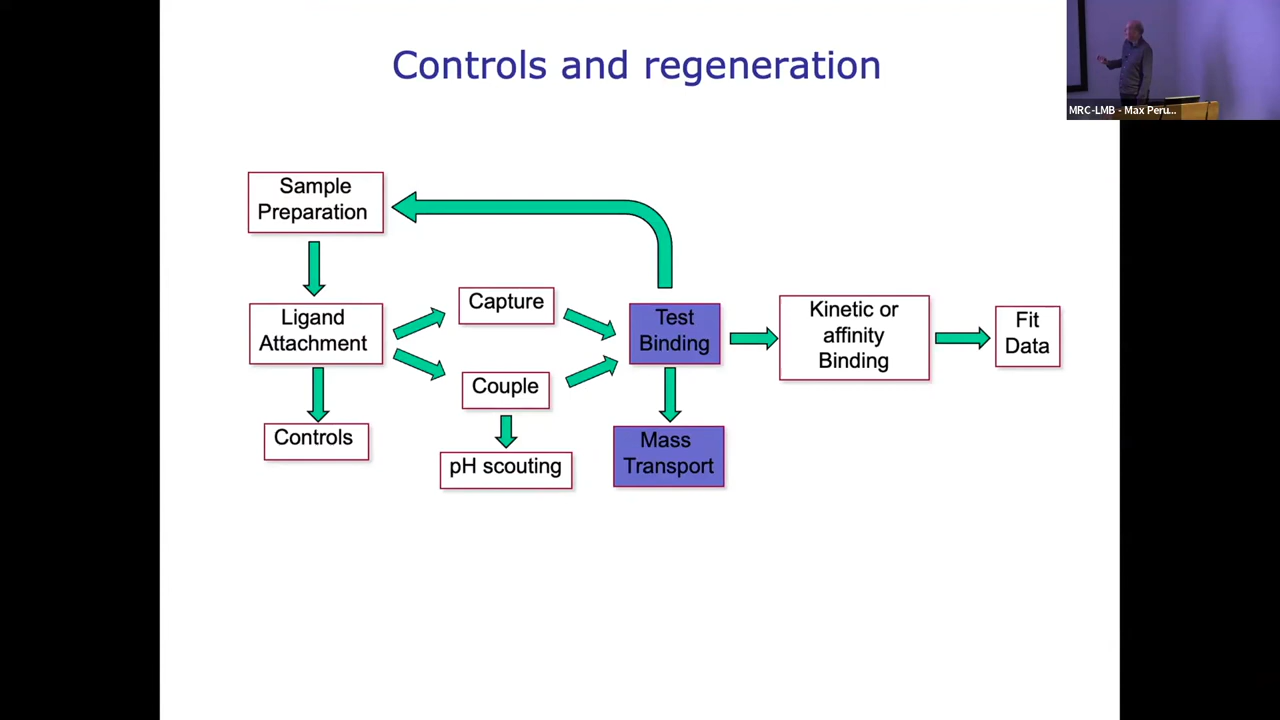 Controls and regeneration
MRC-LMB - Max Peru...
Sample
Preparation
Ligand
Attachment
Controls
Capture
Couple
pH scouting
Test
Binding
Mass
Transport
Kinetic or
affinity
Binding
Fit
Data